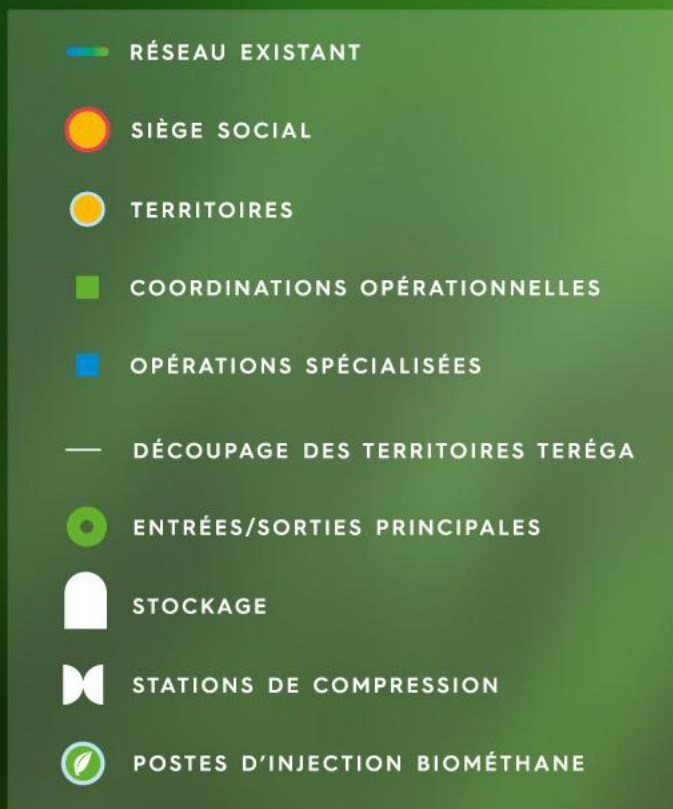 RÉSEAU EXISTANT
SIÈGE SOCIAL
TERRITOIRES
COORDINATIONS OPÉRATIONNELLES
OPÉRATIONS SPÉCIALISÉES
DÉCOUPAGE DES TERRITOIRES TERÉGA
ENTRÉES/SORTIES PRINCIPALES
STOCKAGE
STATIONS DE COMPRESSION
POSTES D'INJECTION BIOMÉTHANE